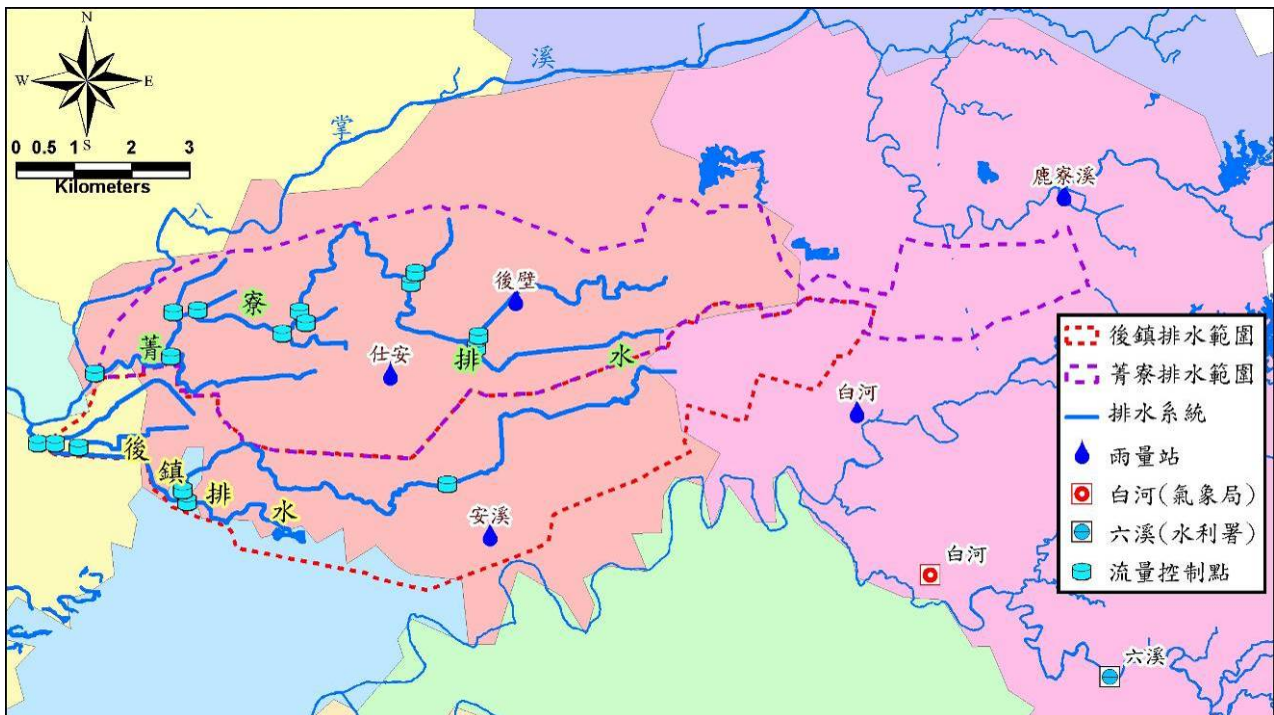 N
W
E
S
0 0.5 1 2 3
Kilometers
溪
掌
八
鹿寮溪
後壁
寮
菁
仕安
排
水
白河
後
鎮
排
水
安溪
白河
六溪
後鎮排水範圍
菁寮排水範圍
排水系統
雨量站
白河(氣象局)
六溪(水利署)
流量控制點